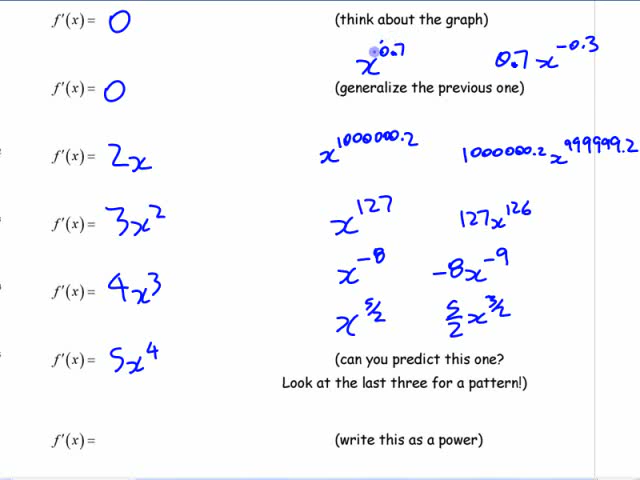 f'(x) = 0 (think about the graph)
x^0.7 0.7x^-0.3
f'(x) = 0 (generalize the previous one)
f'(x) = 2x x^1000000.2 1000000.2x^999999.2
f'(x) = 3x^2 x^127 127x^126
x^-8 -8x^-9
f'(x) = 4x^3
x^5/2 5/2 x^3/2
f'(x) = 5x^4 (can you predict this one?
Look at the last three for a pattern!)
f'(x) = (write this as a power)